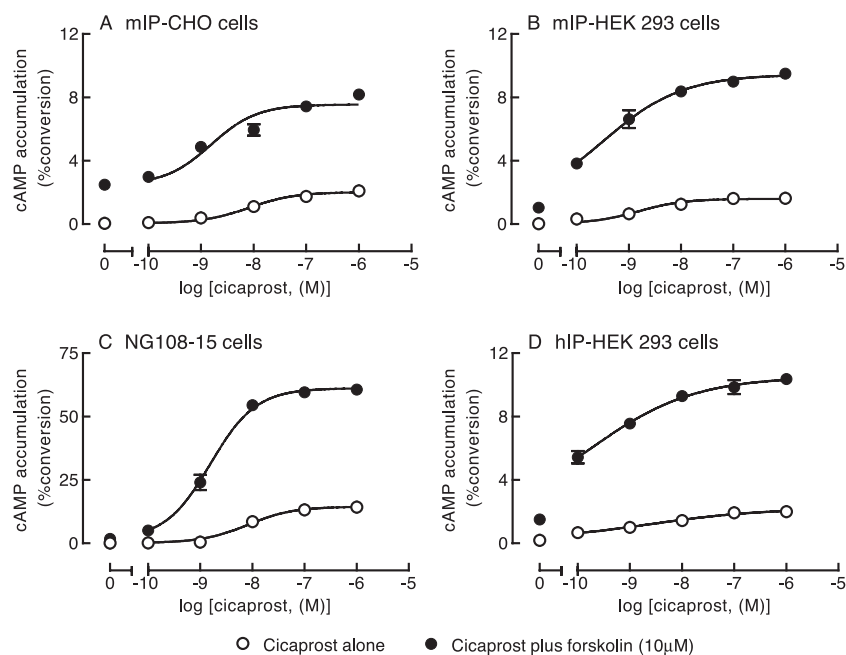 A mIP-CHO cells
12
8
4
0
cAMP accumulation
(%conversion)
0 -10 -9 -8 -7 -6 -5
log [cicaprost, (M)]
B mIP-HEK 293 cells
12
8
4
0
cAMP accumulation
(%conversion)
0 -10 -9 -8 -7 -6 -5
log [cicaprost, (M)]
C NG108-15 cells
75
50
25
0
cAMP accumulation
(%conversion)
0 -10 -9 -8 -7 -6 -5
log [cicaprost, (M)]
D hIP-HEK 293 cells
12
8
4
0
cAMP accumulation
(%conversion)
0 -10 -9 -8 -7 -6 -5
log [cicaprost, (M)]
Cicaprost alone
Cicaprost plus forskolin (10µM)